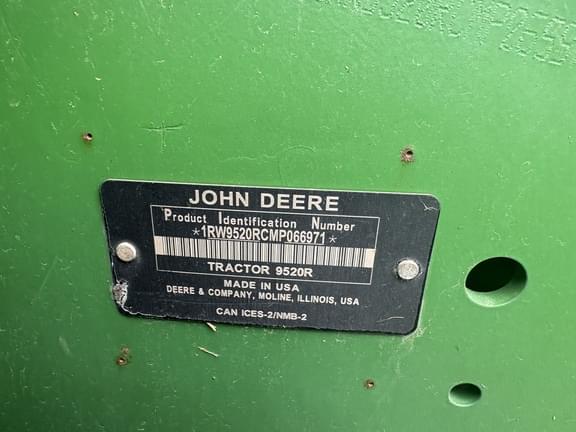 JOHN DEERE
Product Identification Number
*1RW9520RCMP066971*
TRACTOR 9520R
MADE IN USA
DEERE & COMPANY, MOLINE, ILLINOIS, USA
CAN ICES-2/NMB-2